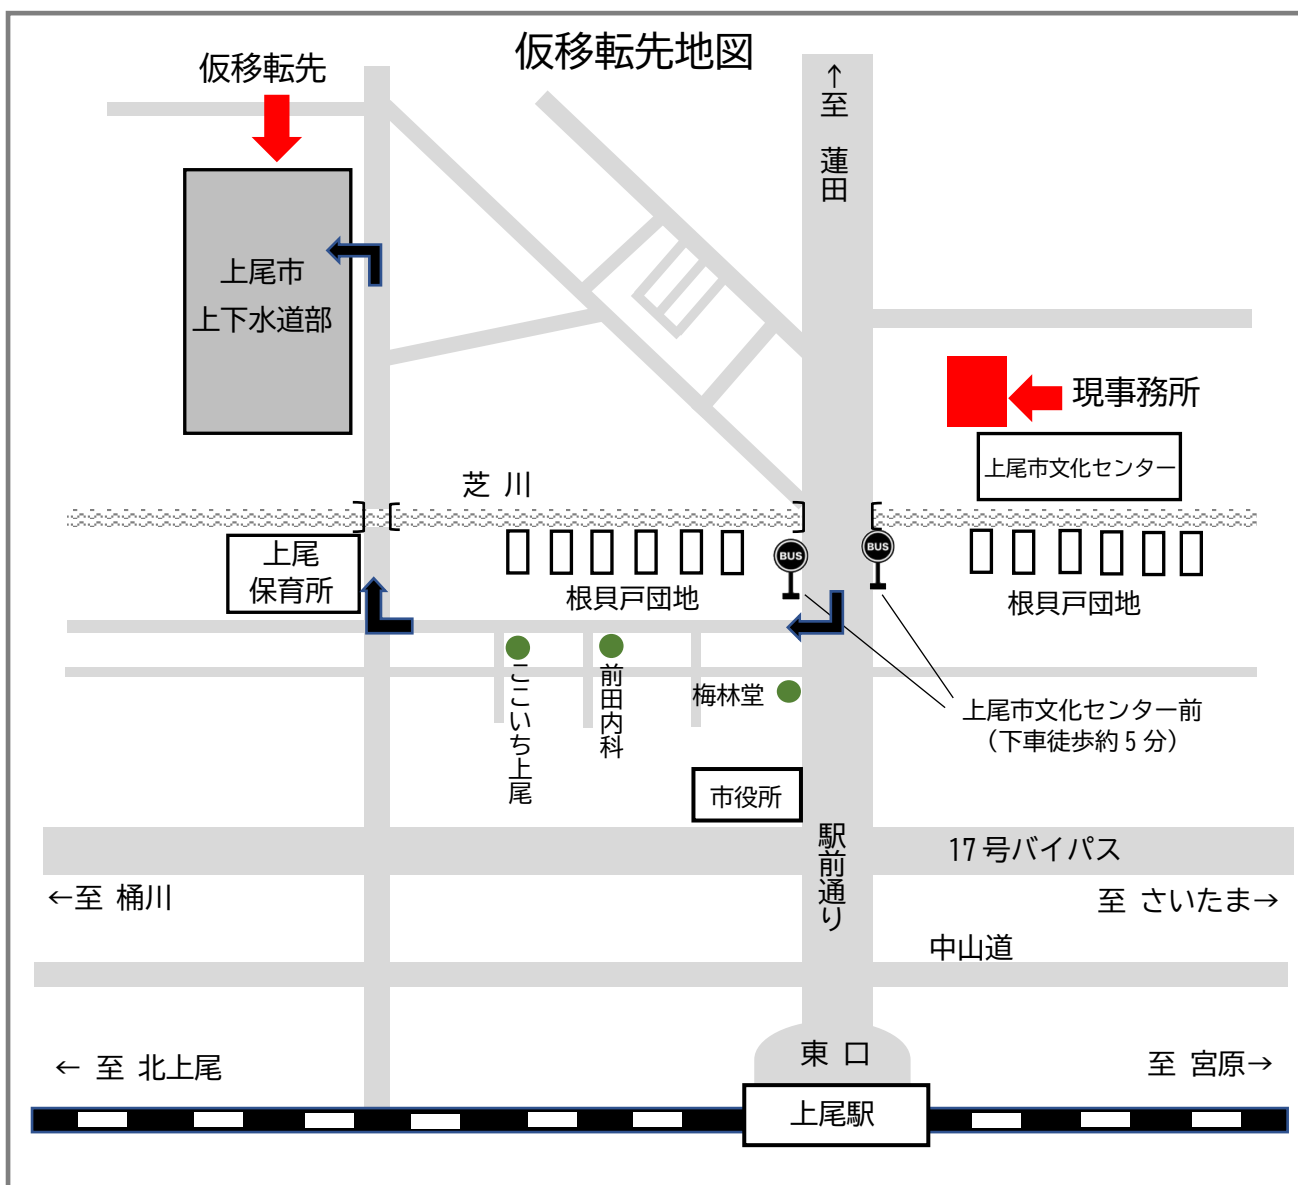 仮移転先地図
仮移転先
↑至 蓮田
上尾市
上下水道部
現事務所
上尾市文化センター
芝 川
上尾
保育所
BUS
BUS
根貝戸団地
根貝戸団地
ここいち上尾
前田内科
梅林堂
上尾市文化センター前
（下車徒歩約5分）
市役所
駅前通り
17号バイパス
←至 桶川
至 さいたま→
中山道
← 至 北上尾
東 口
至 宮原→
上尾駅